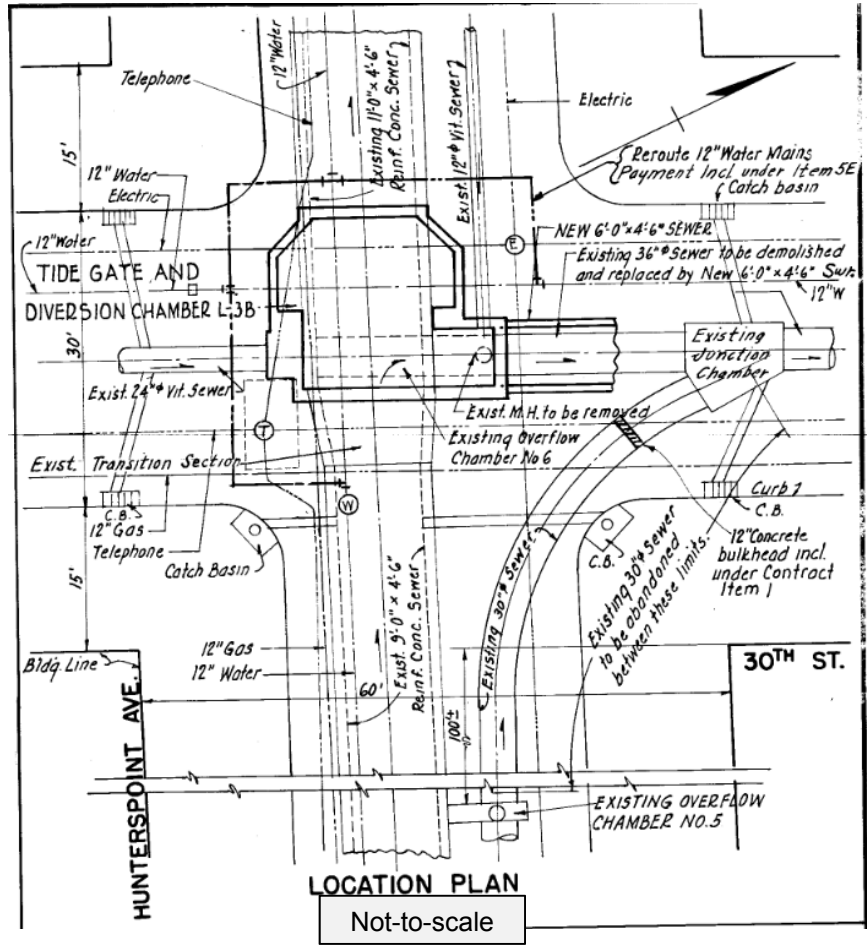 12" Water
Telephone
Existing 11'-0" x 4'-6"
Reinf. Conc. Sewer
Exist. 12"φ Vit. Sewer
Electric
15'
Reroute 12" Water Mains
Payment Incl. under Item 5E
Catch basin
12" Water
Electric
E
NEW 6'-0" x 4'-6" SEWER
Existing 36"φ Sewer to be demolished
and replaced by New 6'-0" x 4'-6" Swr.
12" Water
TIDE GATE AND
DIVERSION CHAMBER L-3B
12" W
30'
Existing
Junction
Chamber
Exist. 24"φ Vit. Sewer
Exist. M.H. to be removed
T
Existing Overflow
Chamber No 6
Exist. Transition Section
W
Curb
C.B.
C.B.
12" Gas
Telephone
Catch Basin
C.B.
12" Concrete
bulkhead incl.
under Contract
Item 1
15'
Existing 30"φ Sewer
Existing 30"φ Sewer
to be abandoned
between these limits.
Exist. 9'-0" x 4'-6"
Reinf. Conc. Sewer
12" Gas
12" Water
Bldg. Line
30TH ST.
60'
100'±
HUNTERSPOINT AVE.
EXISTING OVERFLOW
CHAMBER NO.5
LOCATION PLAN
Not-to-scale